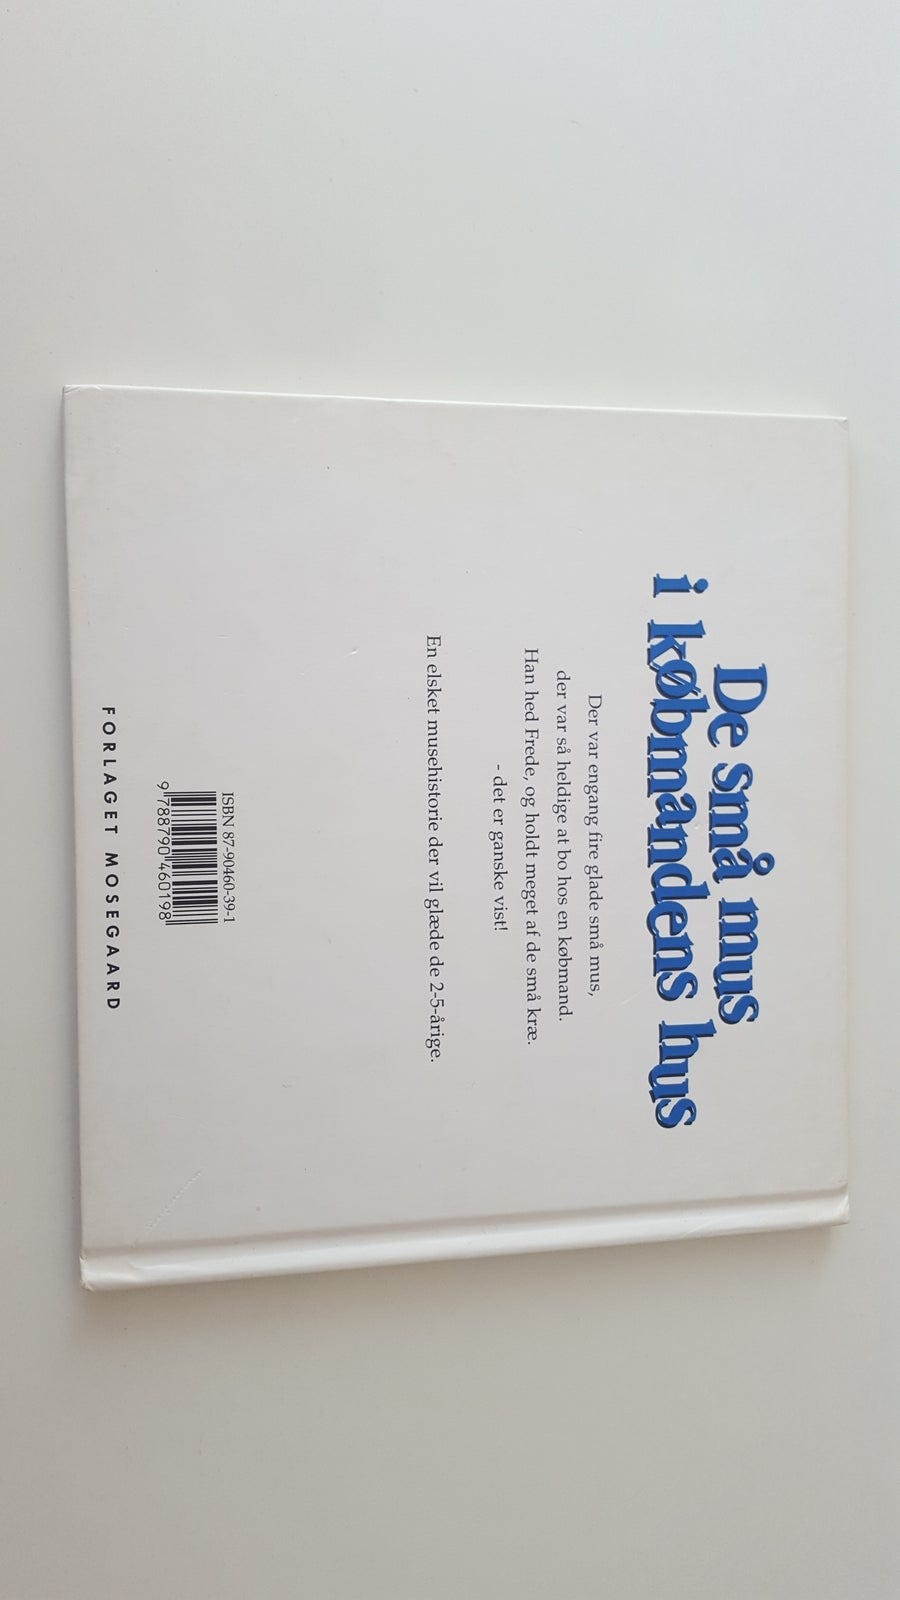 De små mus
i købmandens hus
Der var engang fire glade små mus,
der var så heldige at bo hos en købmand.
Han hed Frede, og holdt meget af de små kræ.
- det er ganske vist!
En elsket musehistorie der vil glæde de 2-5-årige.
ISBN 87-90460-39-1
9 788790 460198
FORLAGET MOSEGAARD